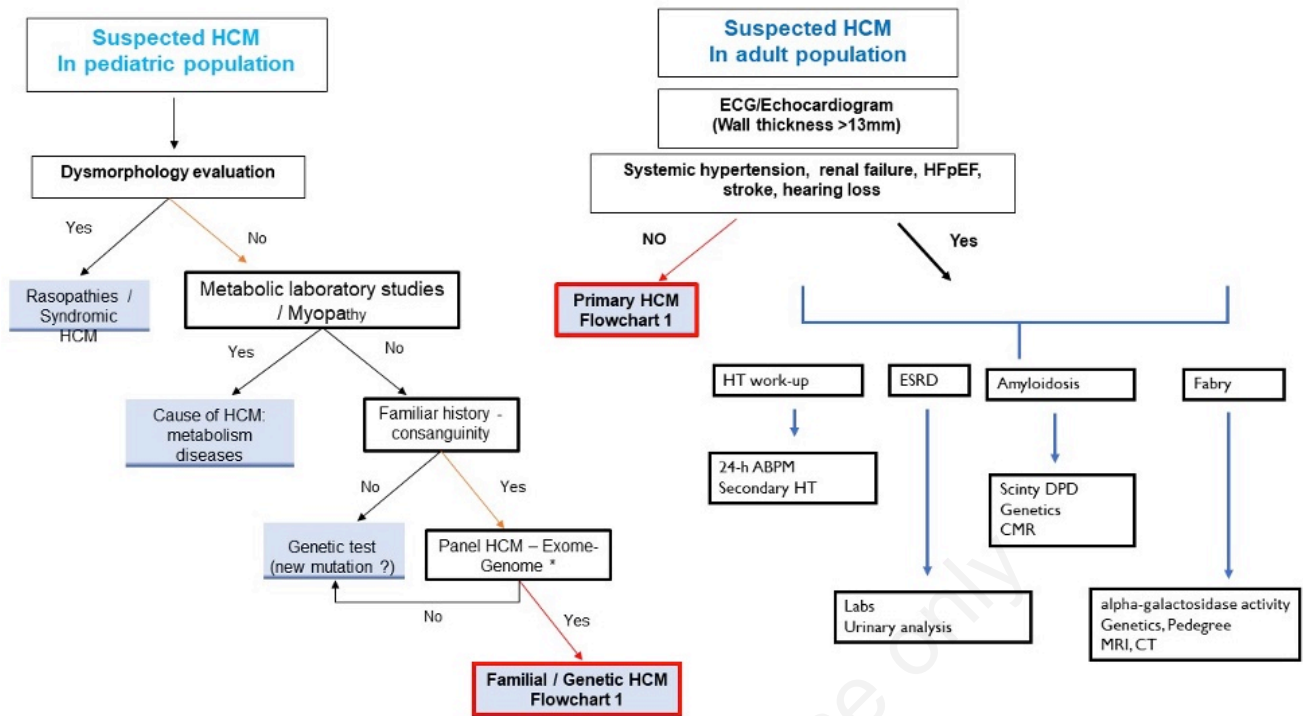 Suspected HCM
In pediatric population
Dysmorphology evaluation
Yes
No
Rasopathies /
Syndromic
HCM
Metabolic laboratory studies
/ Myopathy
Yes
No
Cause of HCM:
metabolism
diseases
Familiar history -
consanguinity
No
Yes
Genetic test
(new mutation ?)
Panel HCM – Exome-
Genome *
No
Yes
Familial / Genetic HCM
Flowchart 1
Suspected HCM
In adult population
ECG/Echocardiogram
(Wall thickness >13mm)
Systemic hypertension, renal failure, HFpEF,
stroke, hearing loss
NO
Yes
Primary HCM
Flowchart 1
HT work-up
ESRD
Amyloidosis
Fabry
24-h ABPM
Secondary HT
Scinty DPD
Genetics
CMR
Labs
Urinary analysis
alpha-galactosidase activity
Genetics, Pedegree
MRI, CT
e only